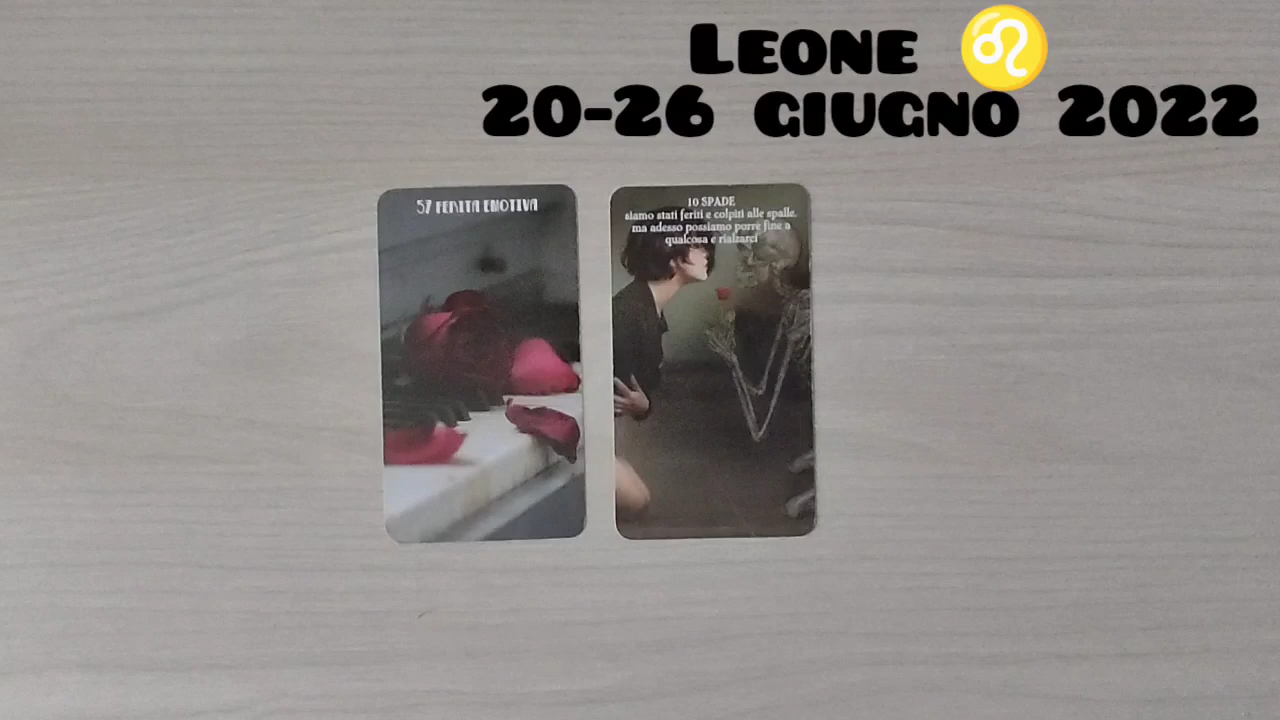 LEONE ♌
20-26 GIUGNO 2022
57 FERITA EMOTIVA
10 SPADE
siamo stati feriti e colpiti alle spalle.
ma adesso possiamo porre fine a
qualcosa e rialzarci